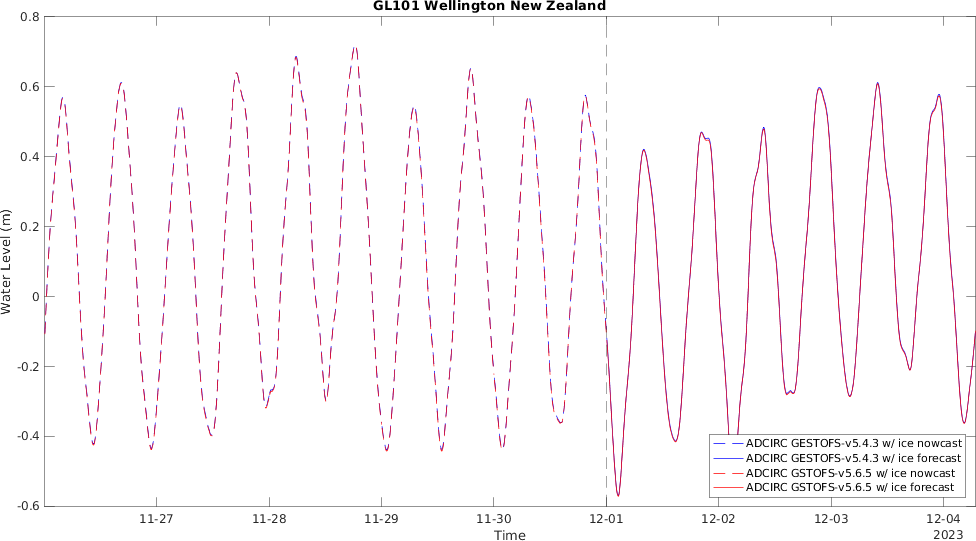 GL101 Wellington New Zealand
0.8
0.6
0.4
0.2
0
-0.2
-0.4
-0.6
Water Level (m)
11-27 11-28 11-29 11-30 12-01 12-02 12-03 12-04
Time
2023
ADCIRC GESTOFS-v5.4.3 w/ ice nowcast
ADCIRC GESTOFS-v5.4.3 w/ ice forecast
ADCIRC GSTOFS-v5.6.5 w/ ice nowcast
ADCIRC GSTOFS-v5.6.5 w/ ice forecast